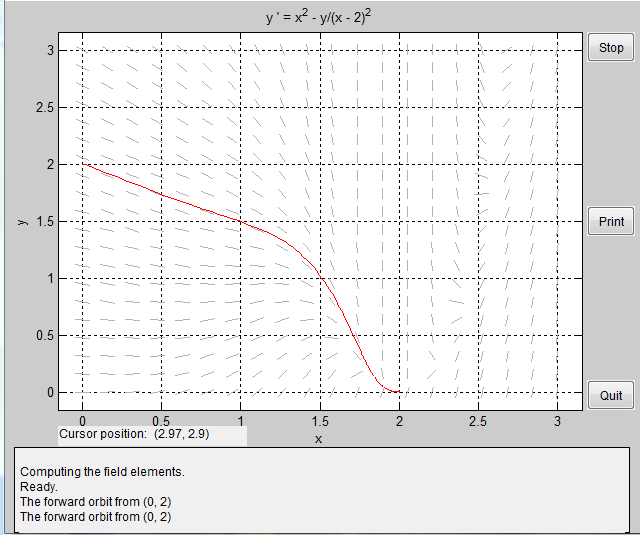 y ' = x² - y/(x - 2)²
Stop
3
2.5
2
Print
1.5
y
1
0.5
0
Quit
0 0.5 1 1.5 2 2.5 3
x
Cursor position: (2.97, 2.9)
Computing the field elements.
Ready.
The forward orbit from (0, 2)
The forward orbit from (0, 2)